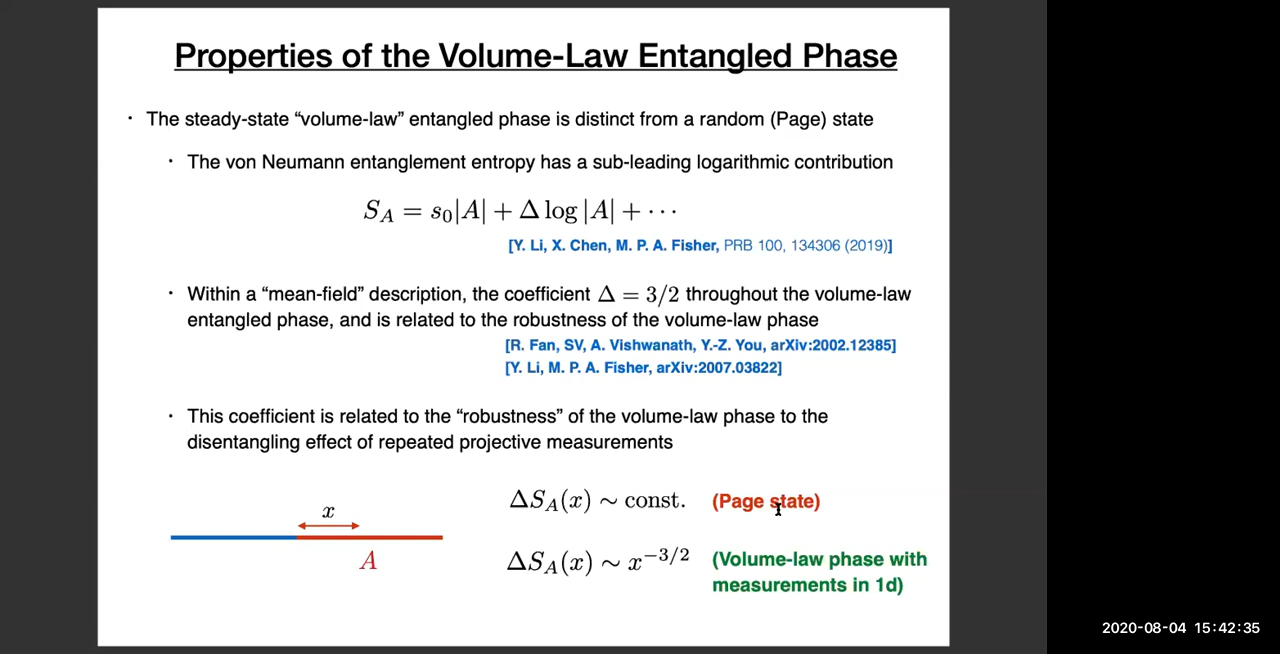 Properties of the Volume-Law Entangled Phase
· The steady-state “volume-law” entangled phase is distinct from a random (Page) state
· The von Neumann entanglement entropy has a sub-leading logarithmic contribution
S_A = s_0|A| + Δ log |A| + ⋯
[Y. Li, X. Chen, M. P. A. Fisher, PRB 100, 134306 (2019)]
· Within a “mean-field” description, the coefficient Δ = 3/2 throughout the volume-law
entangled phase, and is related to the robustness of the volume-law phase
[R. Fan, SV, A. Vishwanath, Y.-Z. You, arXiv:2002.12385]
[Y. Li, M. P. A. Fisher, arXiv:2007.03822]
· This coefficient is related to the “robustness” of the volume-law phase to the
disentangling effect of repeated projective measurements
x
A
ΔS_A(x) ∼ const. (Page state)
ΔS_A(x) ∼ x^{-3/2} (Volume-law phase with
measurements in 1d)
2020-08-04 15:42:35